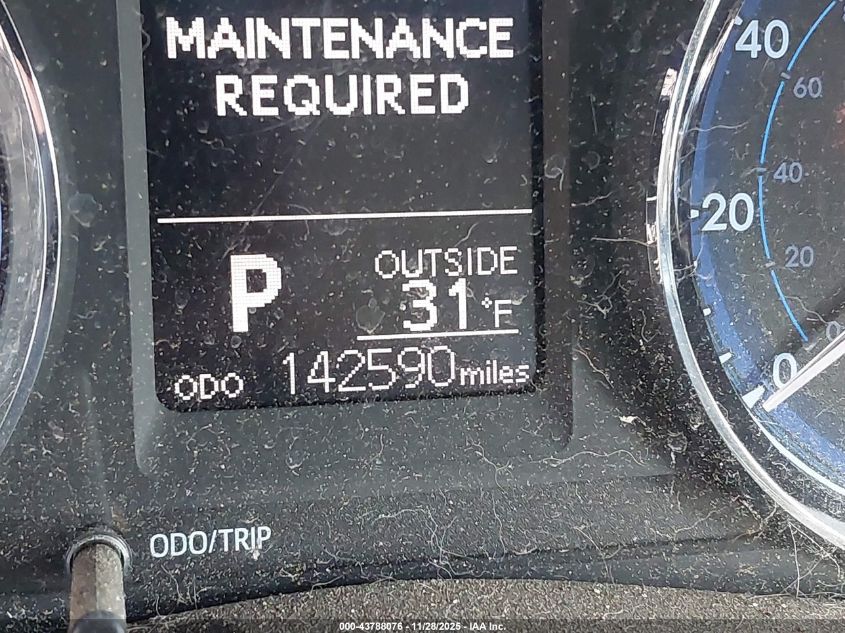 MAINTENANCE
REQUIRED
P
OUTSIDE
31°F
ODO 142590 miles
ODO/TRIP
40
60
40
20
20
0
0
000-43788076 - 11/28/2025 - IAA Inc.